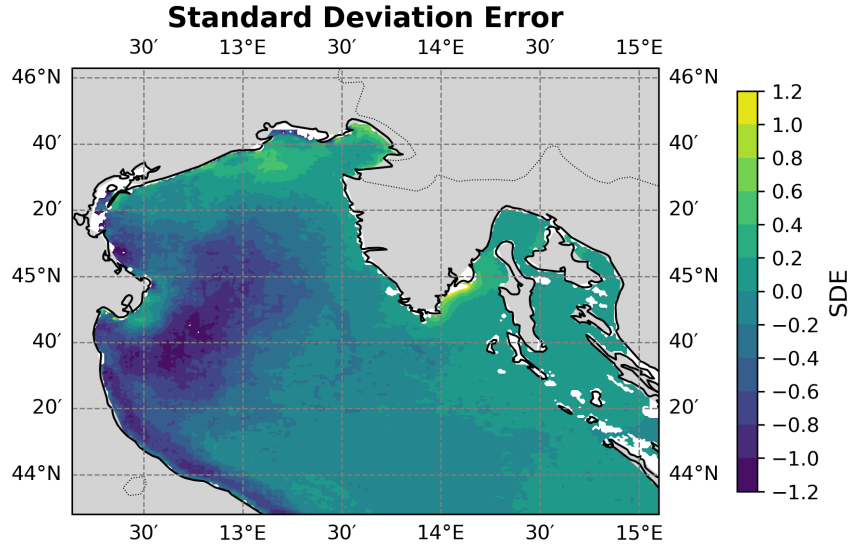 Standard Deviation Error
30′ 13°E 30′ 14°E 30′ 15°E
46°N 46°N
40′ 40′
20′ 20′
45°N 45°N
40′ 40′
20′ 20′
44°N 44°N
30′ 13°E 30′ 14°E 30′ 15°E
1.2
1.0
0.8
0.6
0.4
0.2
0.0
−0.2
−0.4
−0.6
−0.8
−1.0
−1.2
SDE